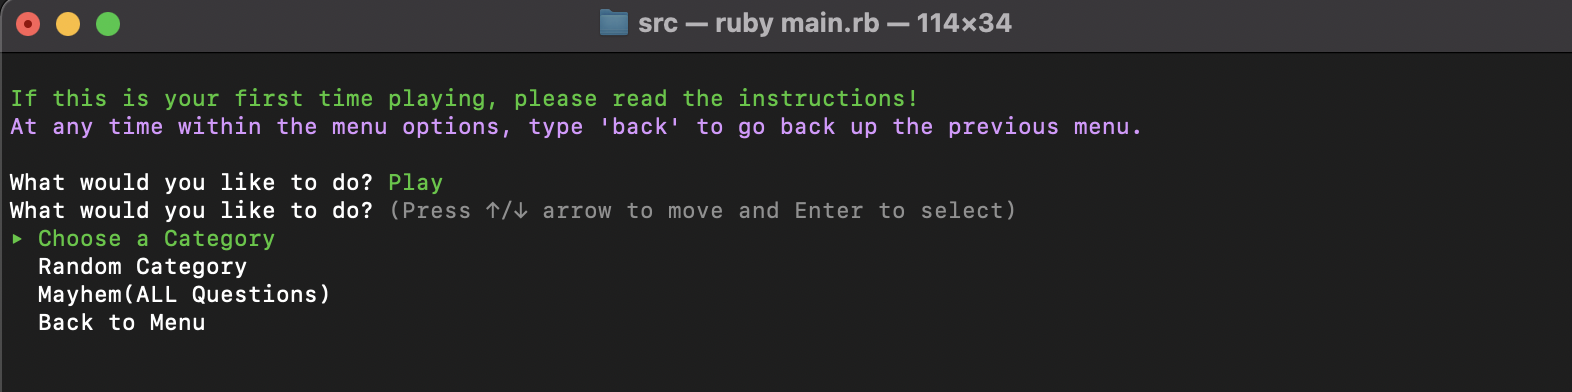 src — ruby main.rb — 114×34
If this is your first time playing, please read the instructions!
At any time within the menu options, type 'back' to go back up the previous menu.
What would you like to do? Play
What would you like to do? (Press ↑/↓ arrow to move and Enter to select)
‣ Choose a Category
Random Category
Mayhem(ALL Questions)
Back to Menu